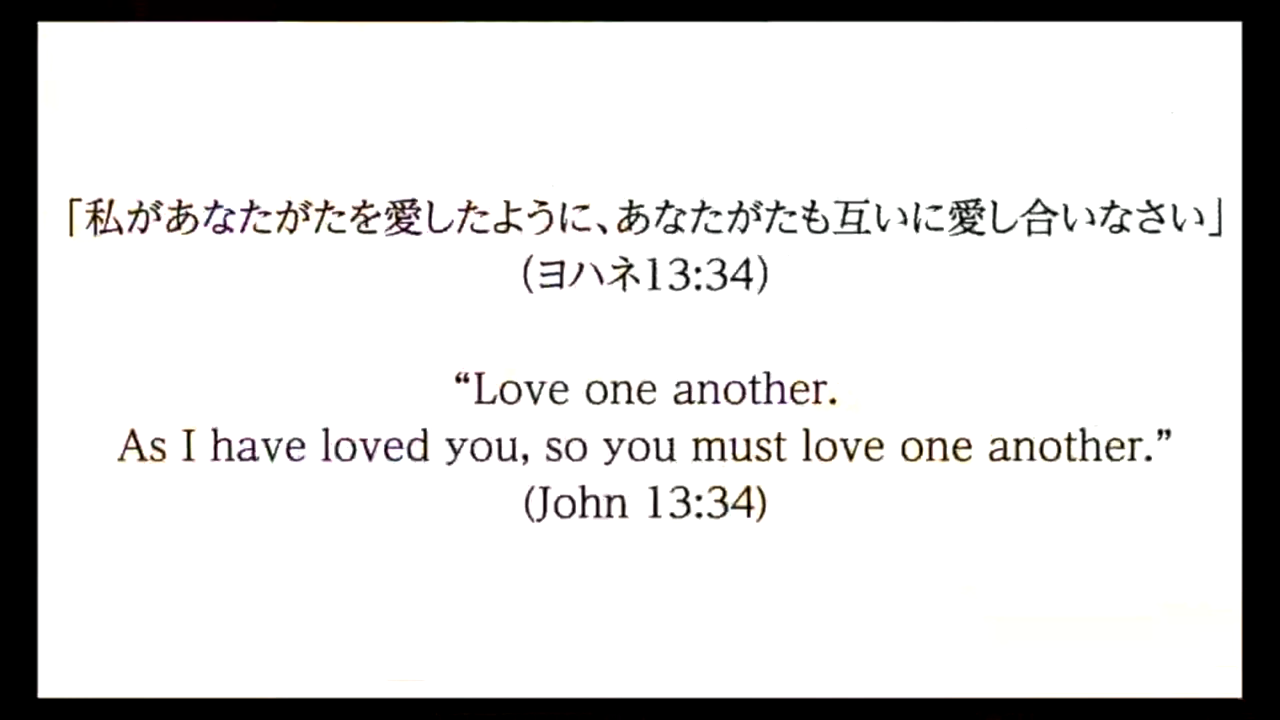 「私があなたがたを愛したように、あなたがたも互いに愛し合いなさい」
(ヨハネ13:34)
“Love one another.
As I have loved you, so you must love one another.”
(John 13:34)